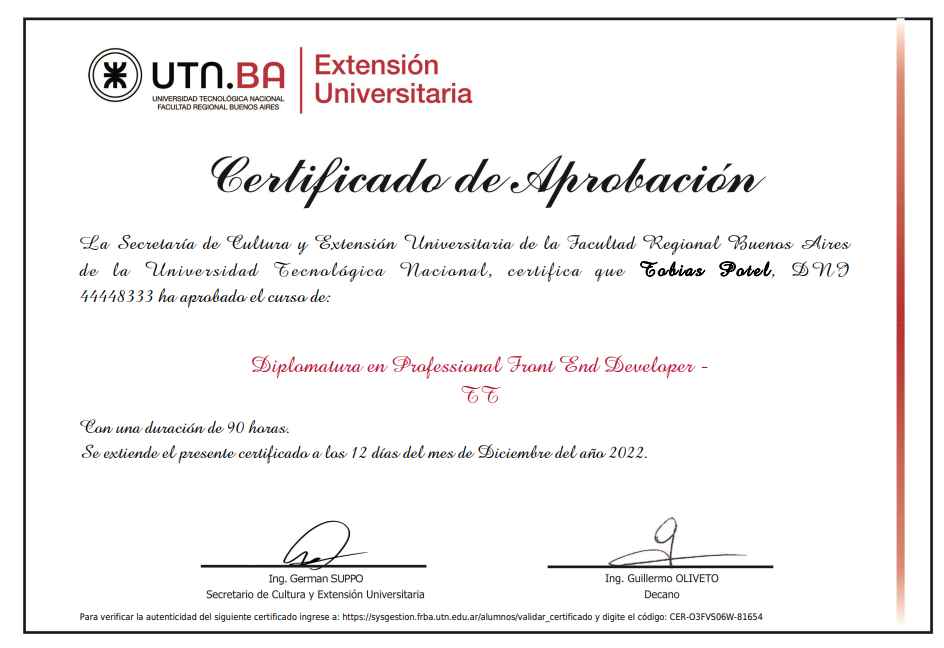 UTN.BA
UNIVERSIDAD TECNOLÓGICA NACIONAL
FACULTAD REGIONAL BUENOS AIRES
Extensión
Universitaria
Certificado de Aprobación
La Secretaría de Cultura y Extensión Universitaria de la Facultad Regional Buenos Aires
de la Universidad Tecnológica Nacional, certifica que Tobias Potel, DNI
44448333 ha aprobado el curso de:
Diplomatura en Professional Front End Developer -
TT
Con una duración de 90 horas.
Se extiende el presente certificado a los 12 días del mes de Diciembre del año 2022.
Ing. German SUPPO
Secretario de Cultura y Extensión Universitaria
Ing. Guillermo OLIVETO
Decano
Para verificar la autenticidad del siguiente certificado ingrese a: https://sysgestion.frba.utn.edu.ar/alumnos/validar_certificado y digite el código: CER-O3FVS06W-81654